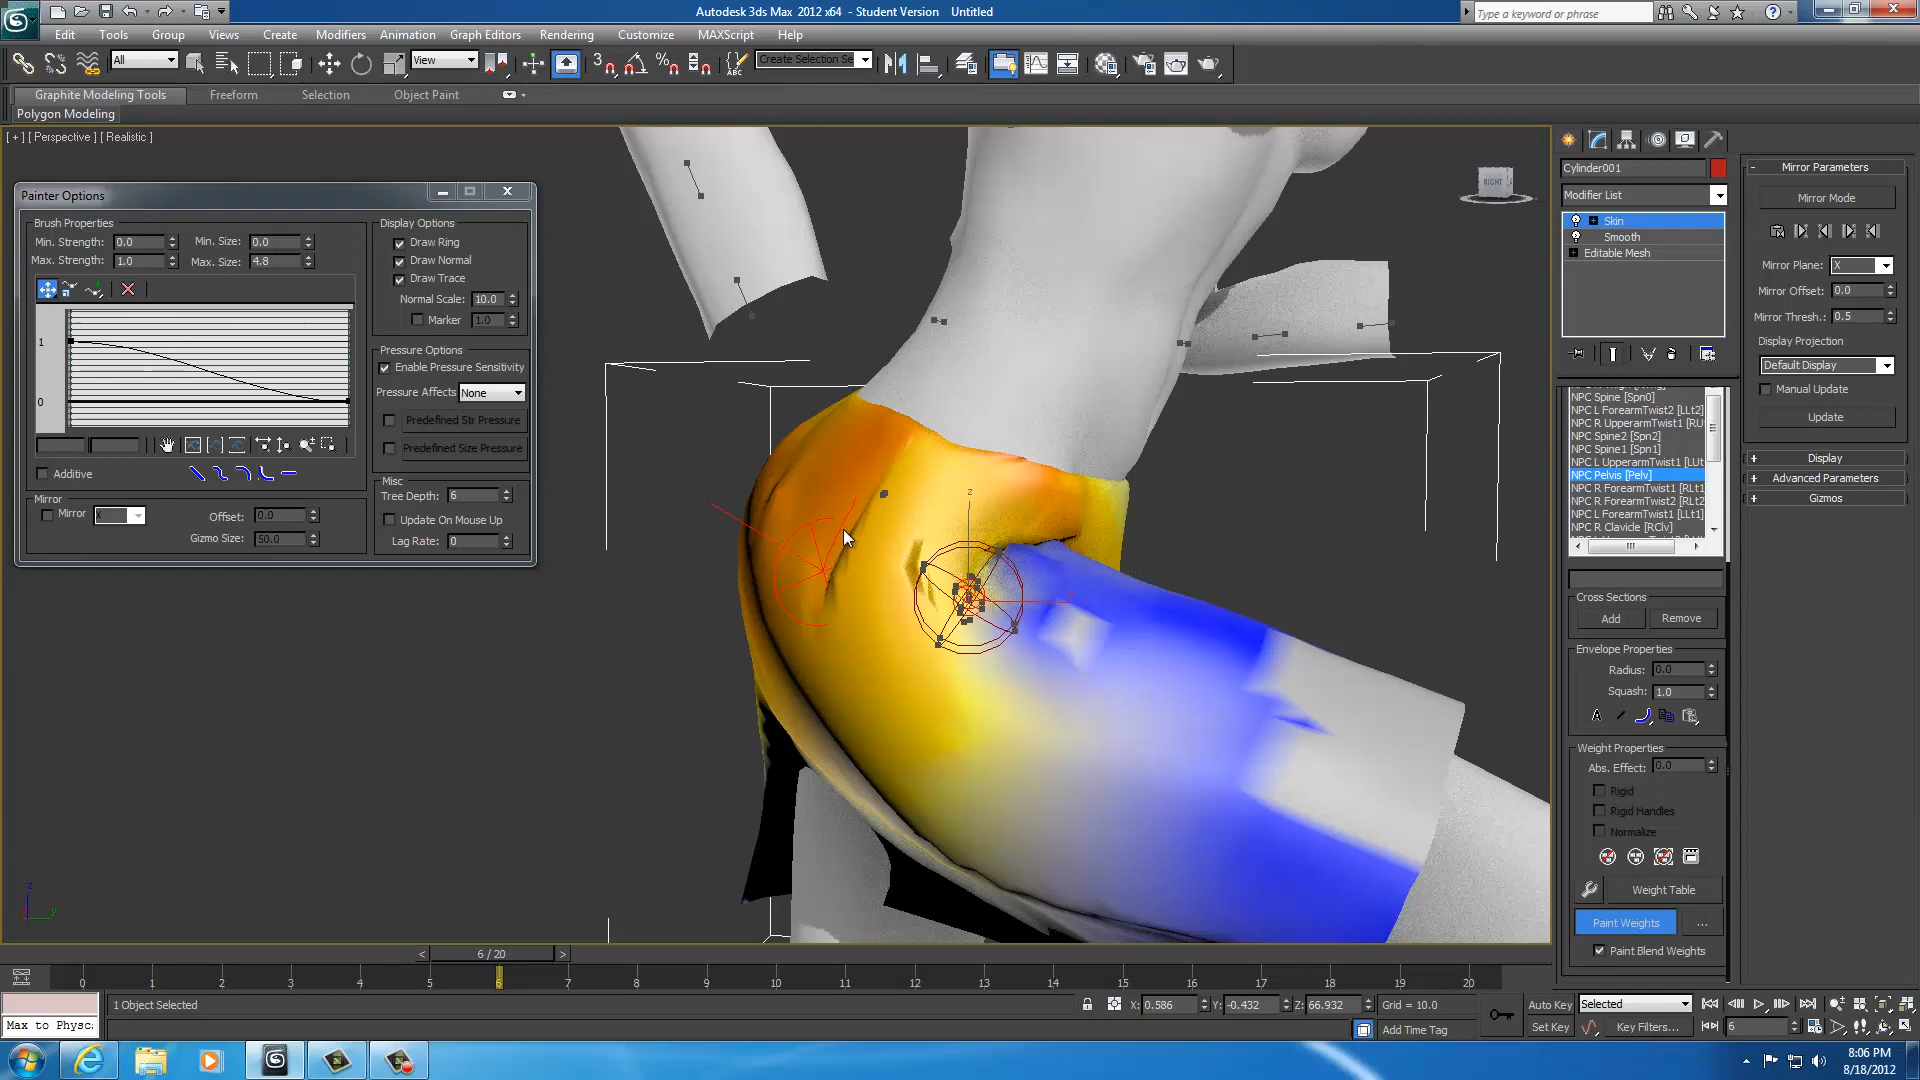 Autodesk 3ds Max 2012 x64 - Student Version Untitled
Type a keyword or phrase
Edit Tools Group Views Create Modifiers Animation Graph Editors Rendering Customize MAXScript Help
All View Create Selection Se
Graphite Modeling Tools Freeform Selection Object Paint
Polygon Modeling
[ + ] [ Perspective ] [ Realistic ]
RIGHT
Painter Options
Brush Properties
Min. Strength: 0.0 Min. Size: 0.0
Max. Strength: 1.0 Max. Size: 4.8
1
0
Additive
Mirror
Mirror X Offset: 0.0
Gizmo Size: 50.0
Display Options
Draw Ring
Draw Normal
Draw Trace
Normal Scale: 10.0
Marker 1.0
Pressure Options
Enable Pressure Sensitivity
Pressure Affects None
Predefined Str Pressure
Predefined Size Pressure
Misc
Tree Depth: 6
Update On Mouse Up
Lag Rate: 0
z
Cylinder001
Modifier List
Skin
Smooth
Editable Mesh
NPC Spine [Spn0]
NPC L ForearmTwist2 [LLt2]
NPC R UpperarmTwist1 [RU
NPC Spine2 [Spn2]
NPC Spine1 [Spn1]
NPC L UpperarmTwist1 [LUt
NPC Pelvis [Pelv]
NPC R ForearmTwist1 [RLt1
NPC R ForearmTwist2 [RLt2
NPC L ForearmTwist1 [LLt1]
NPC R Clavicle [RClv]
Cross Sections
Add Remove
Envelope Properties
Radius: 0.0
Squash: 1.0
A
Weight Properties
Abs. Effect: 0.0
Rigid
Rigid Handles
Normalize
Weight Table
Paint Weights ...
Paint Blend Weights
Mirror Parameters
Mirror Mode
Mirror Plane: X
Mirror Offset: 0.0
Mirror Thresh.: 0.5
Display Projection
Default Display
Manual Update
Update
Display
Advanced Parameters
Gizmos
< 6 / 20 >
0 1 2 3 4 5 6 7 8 9 10 11 12 13 14 15 16 17 18 19 20
1 Object Selected X: 0.586 Y: -0.432 Z: 66.932 Grid = 10.0 Auto Key Selected
Max to Physc: Add Time Tag Set Key Key Filters... 6
8:06 PM
8/18/2012